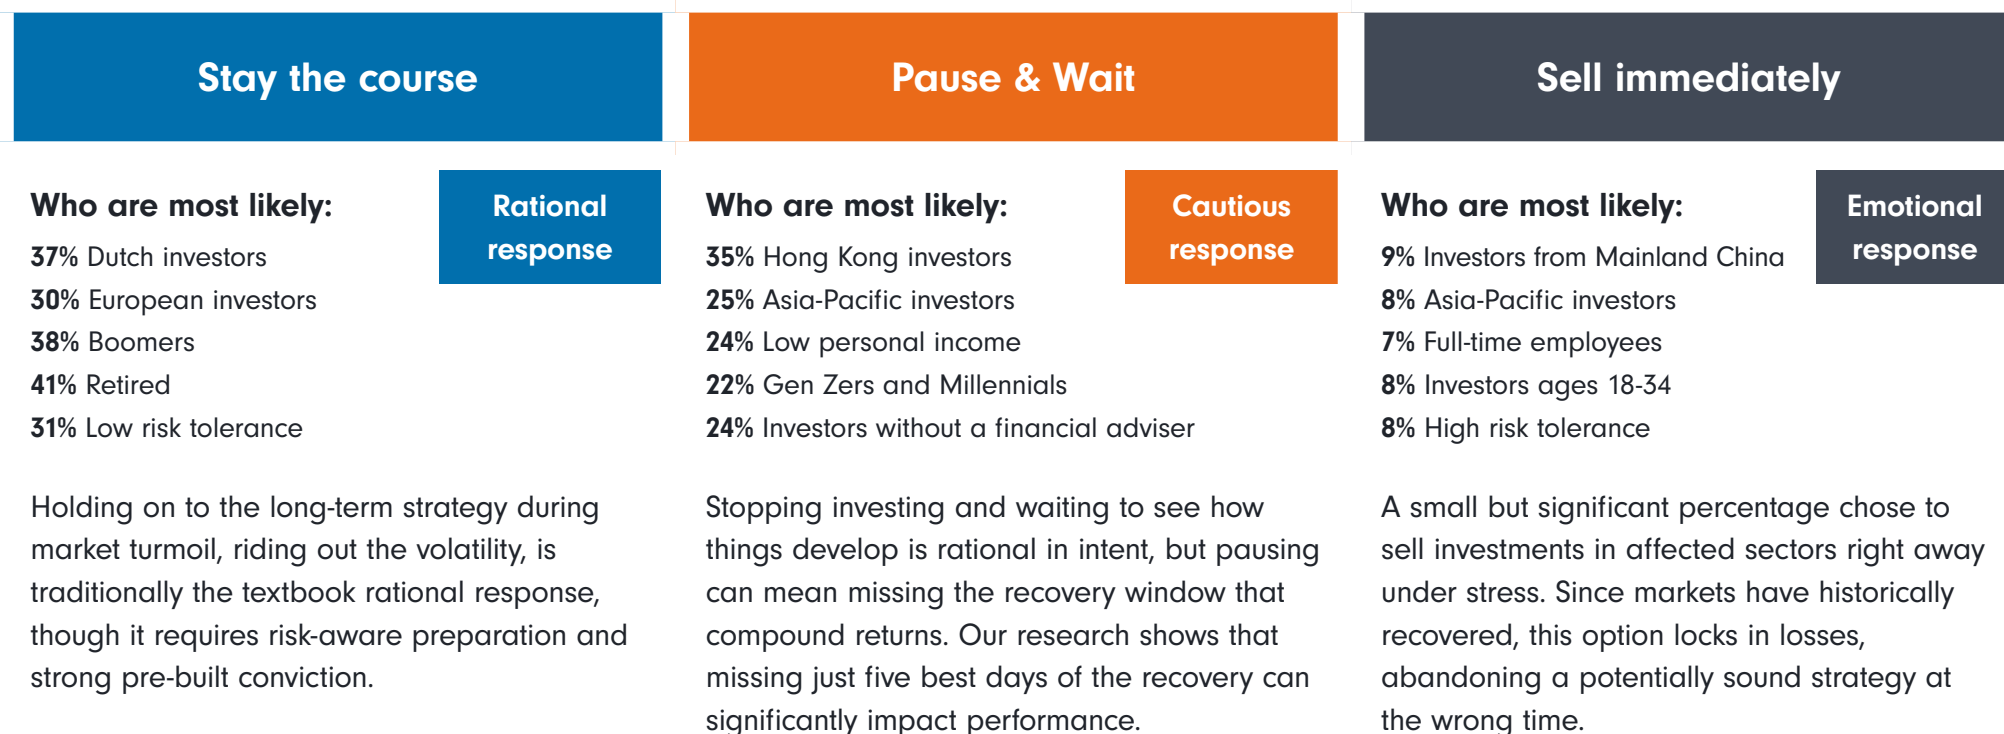 Stay the course
Pause & Wait
Sell immediately
Who are most likely:
Rational
response
37% Dutch investors
30% European investors
38% Boomers
41% Retired
31% Low risk tolerance
Holding on to the long-term strategy during
market turmoil, riding out the volatility, is
traditionally the textbook rational response,
though it requires risk-aware preparation and
strong pre-built conviction.
Who are most likely:
Cautious
response
35% Hong Kong investors
25% Asia-Pacific investors
24% Low personal income
22% Gen Zers and Millennials
24% Investors without a financial adviser
Stopping investing and waiting to see how
things develop is rational in intent, but pausing
can mean missing the recovery window that
compound returns. Our research shows that
missing just five best days of the recovery can
significantly impact performance.
Who are most likely:
Emotional
response
9% Investors from Mainland China
8% Asia-Pacific investors
7% Full-time employees
8% Investors ages 18-34
8% High risk tolerance
A small but significant percentage chose to
sell investments in affected sectors right away
under stress. Since markets have historically
recovered, this option locks in losses,
abandoning a potentially sound strategy at
the wrong time.